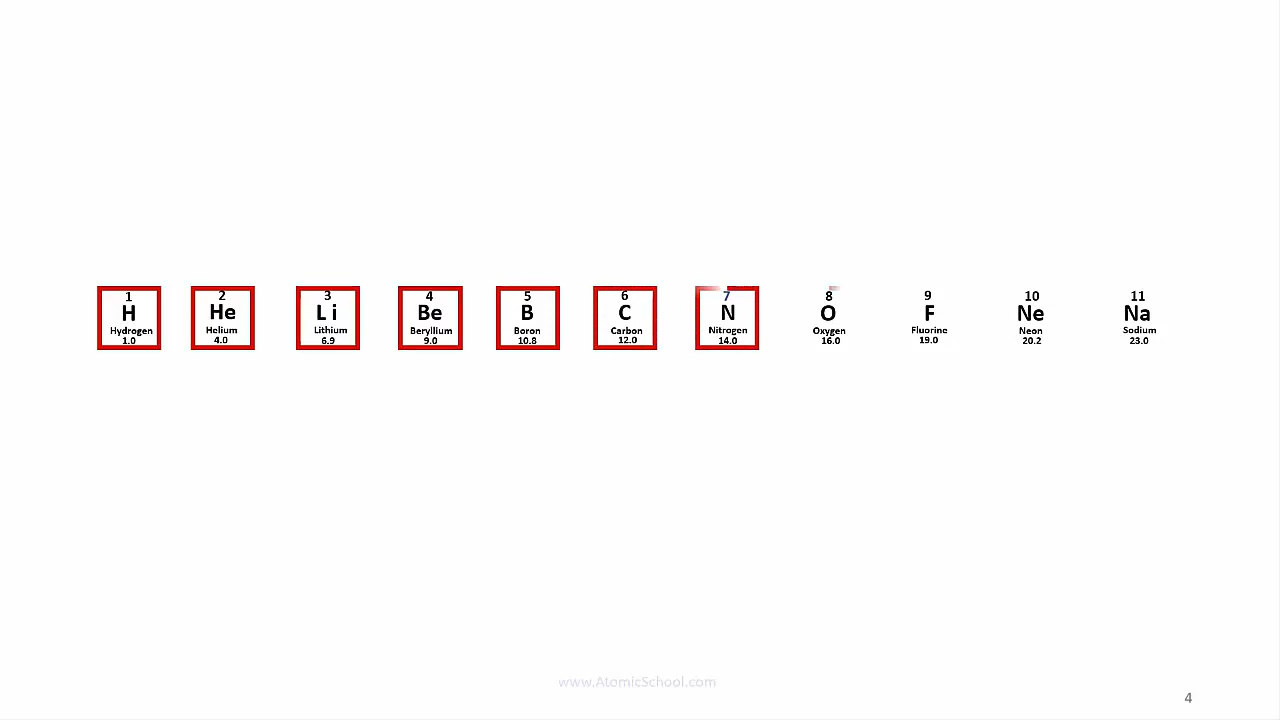 1 2 3 4 5 6 7 8 9 10 11
H He Li Be B C N O F Ne Na
Hydrogen Helium Lithium Beryllium Boron Carbon Nitrogen Oxygen Fluorine Neon Sodium
1.0 4.0 6.9 9.0 10.8 12.0 14.0 16.0 19.0 20.2 23.0
www.AtomicSchool.com
4